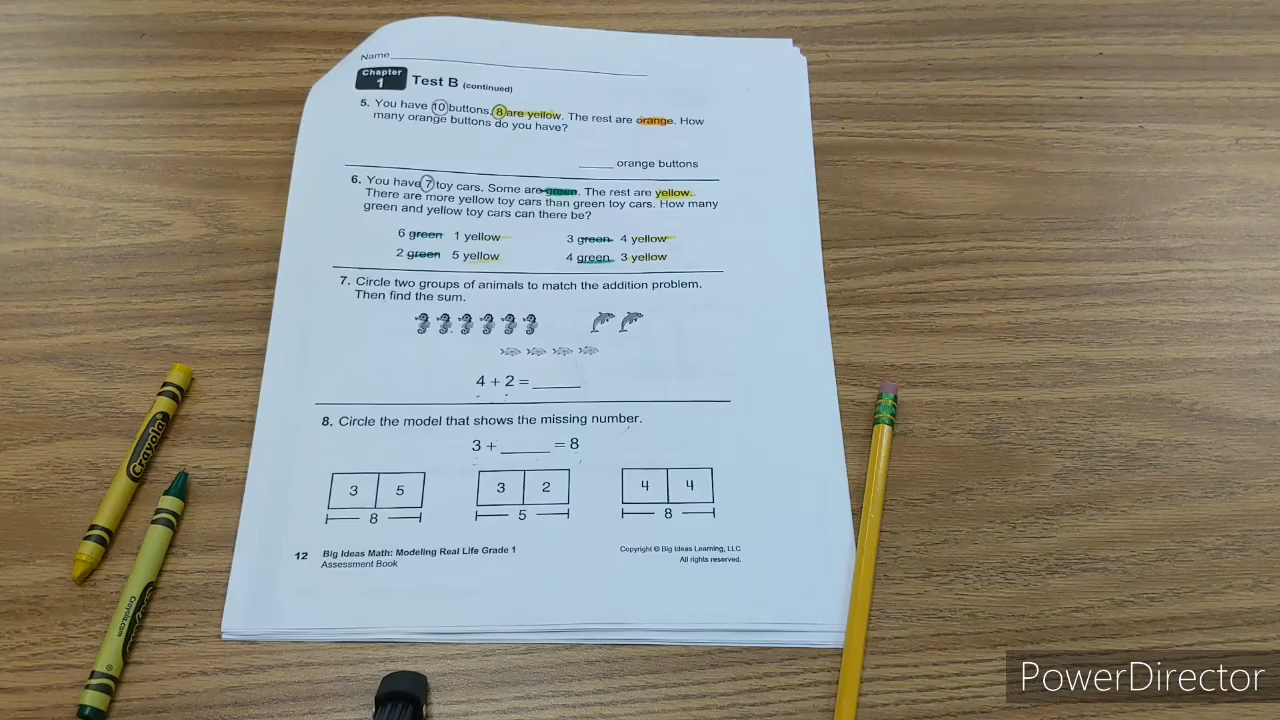 Name
Chapter 1 Test B (continued)
5. You have 10 buttons. 8 are yellow. The rest are orange. How
many orange buttons do you have?
_____ orange buttons
6. You have 7 toy cars. Some are green. The rest are yellow.
There are more yellow toy cars than green toy cars. How many
green and yellow toy cars can there be?
6 green 1 yellow 3 green 4 yellow
2 green 5 yellow 4 green 3 yellow
7. Circle two groups of animals to match the addition problem.
Then find the sum.
4 + 2 = _____
8. Circle the model that shows the missing number.
3 + _____ = 8
3 5 3 2 4 4
8 5 8
12 Big Ideas Math: Modeling Real Life Grade 1 Copyright © Big Ideas Learning, LLC
Assessment Book All rights reserved.
Crayola
Crayola.com
PowerDirector